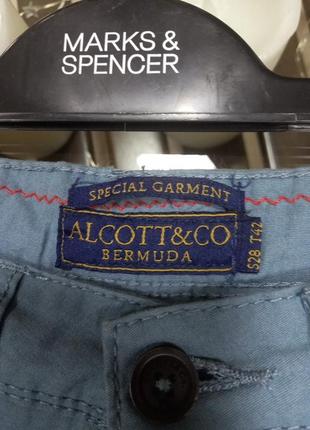 MARKS &
SPENCER
SPECIAL GARMENT
ALCOTT&CO
BERMUDA
S28 T42